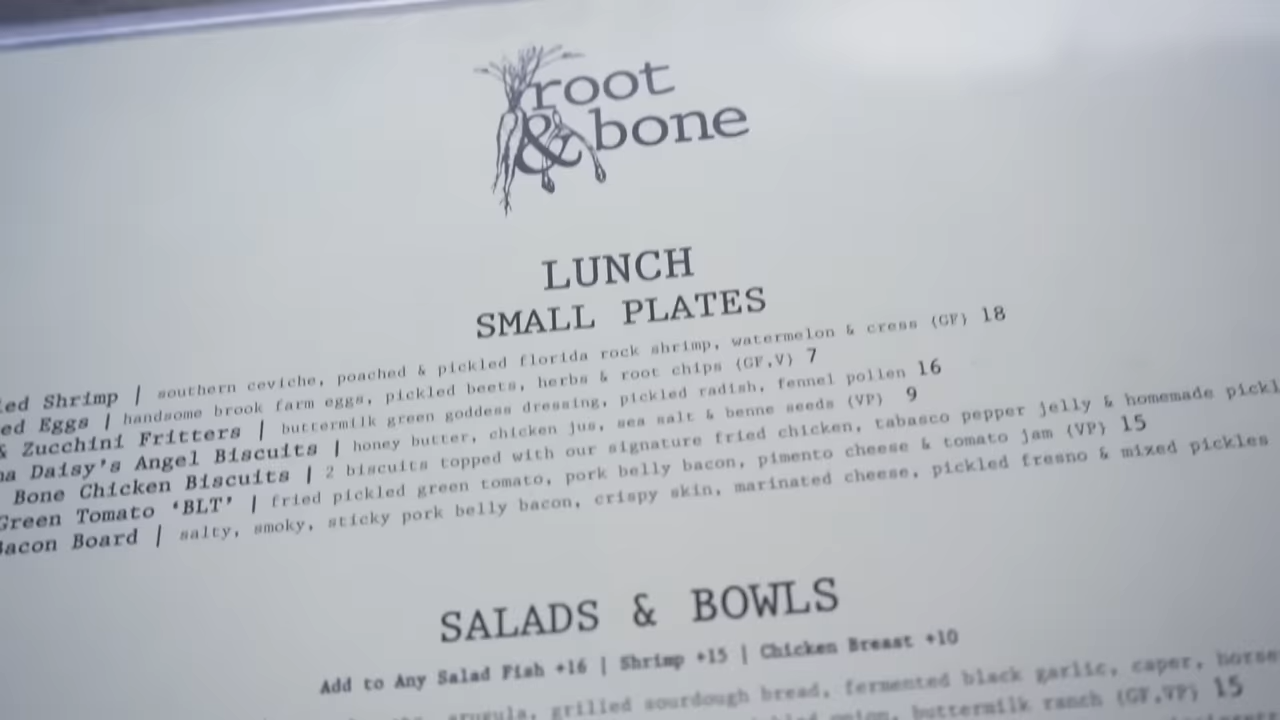 root
& bone
LUNCH
SMALL PLATES
ed Shrimp | southern ceviche, poached & pickled florida rock shrimp, watermelon & cress (GF) 18
ed Eggs | handsome brook farm eggs, pickled beets, herbs & root chips (GF,V) 7
& Zucchini Fritters | buttermilk green goddess dressing, pickled radish, fennel pollen 16
a Daisy's Angel Biscuits | honey butter, chicken jus, sea salt & benne seeds (VP) 9
Bone Chicken Biscuits | 2 biscuits topped with our signature fried chicken, tabasco pepper jelly & homemade pickl
Green Tomato ‘BLT’ | fried pickled green tomato, pork belly bacon, pimento cheese & tomato jam (VP) 15
Bacon Board | salty, smoky, sticky pork belly bacon, crispy skin, marinated cheese, pickled fresno & mixed pickles
SALADS & BOWLS
Add to Any Salad Fish +16 | Shrimp +15 | Chicken Breast +10
arugula, grilled sourdough bread, fermented black garlic, caper, horse
onion, buttermilk ranch (GF,VP) 15